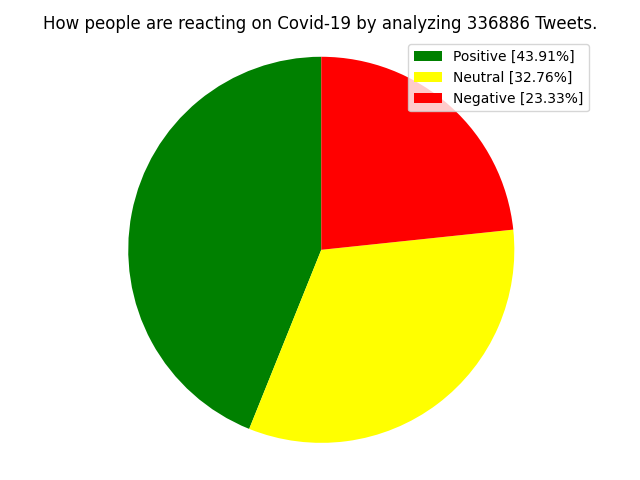 How people are reacting on Covid-19 by analyzing 336886 Tweets.
Positive [43.91%]
Neutral [32.76%]
Negative [23.33%]